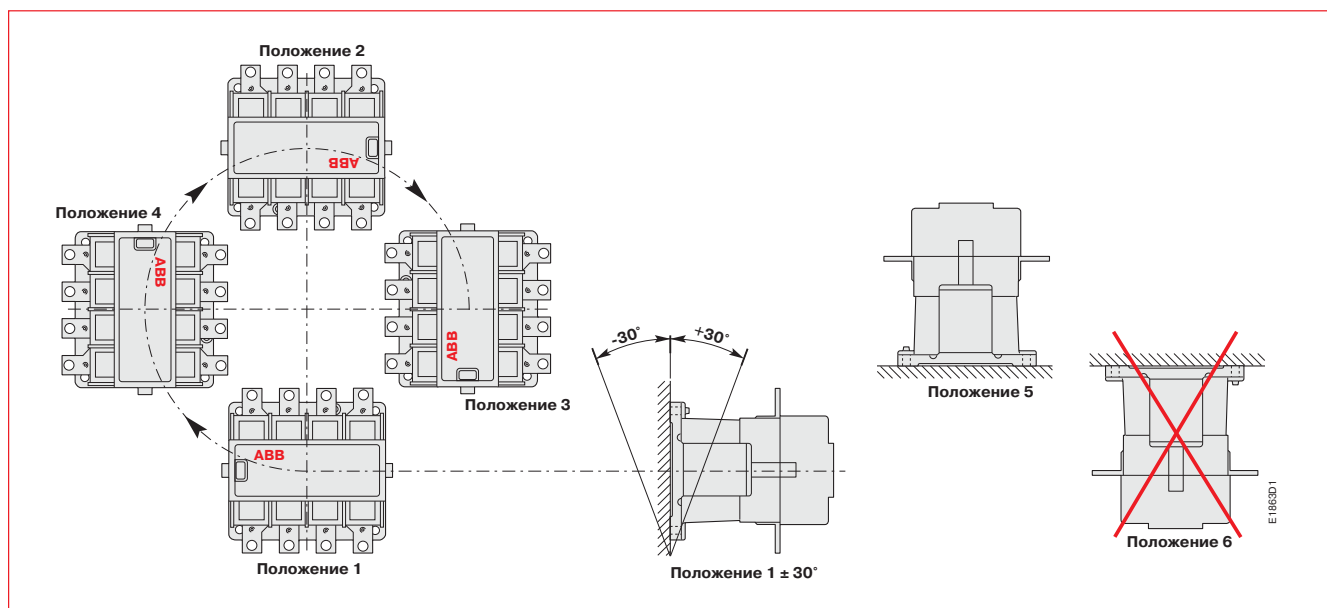 Положение 2
ABB
Положение 4
ABB
ABB
Положение 3
ABB
Положение 1
-30°
+30°
Положение 1 ± 30°
Положение 5
Положение 6
E1863D1